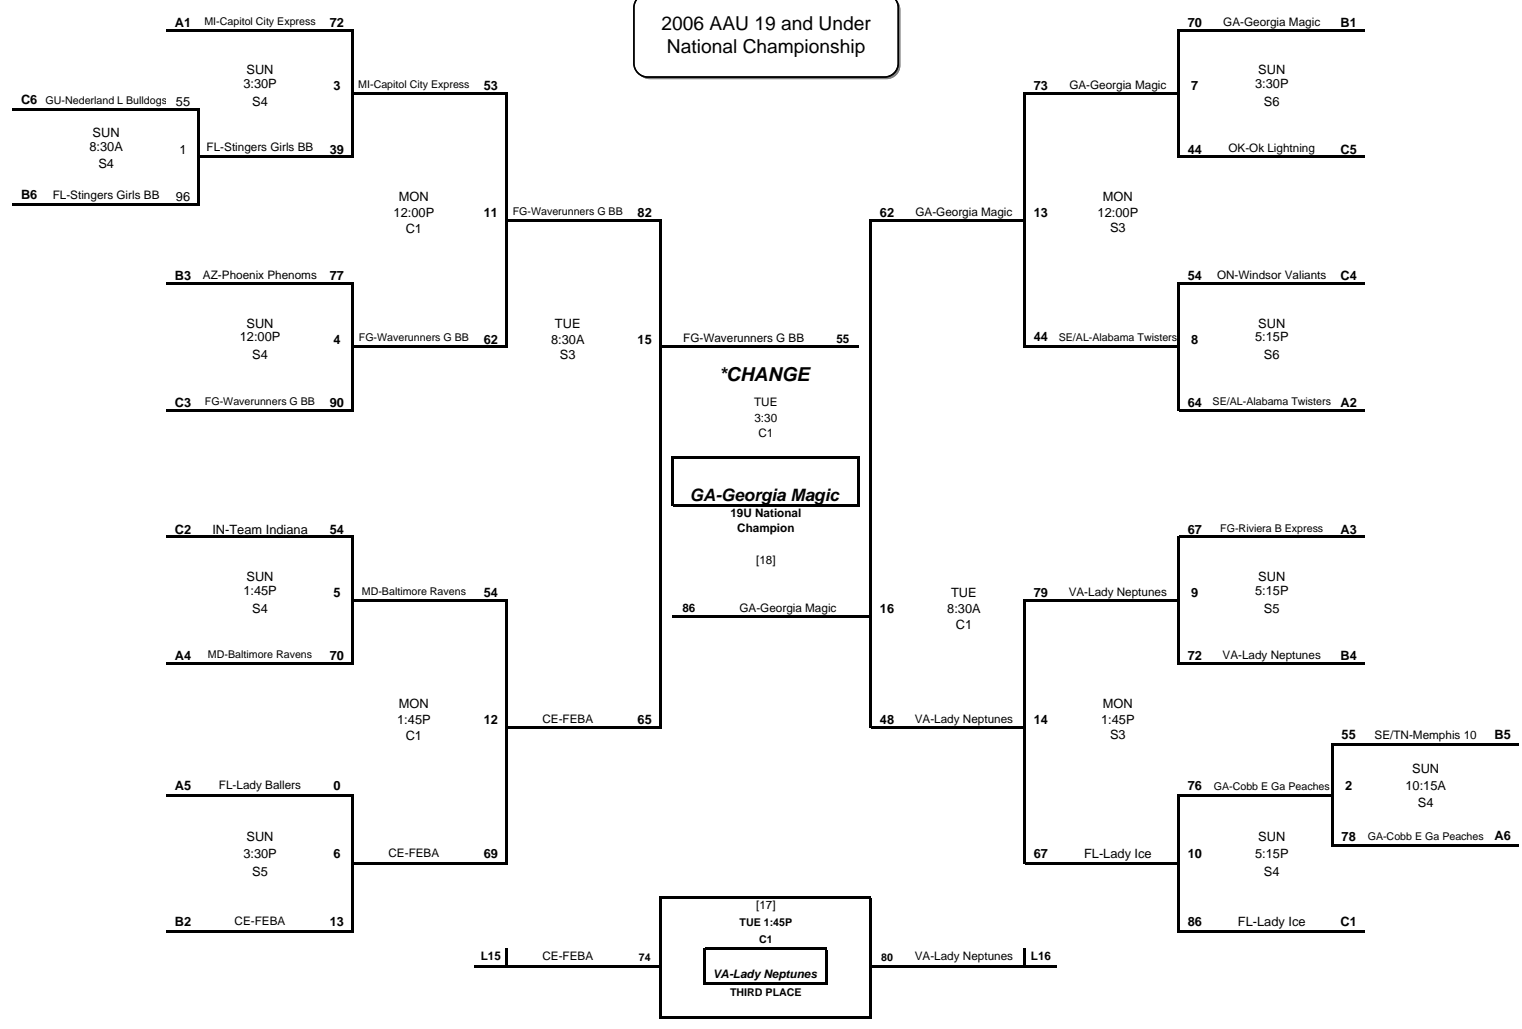 2006 AAU 19 and Under
National Championship
A1 MI-Capitol City Express 72
SUN
3:30P
S4
3
MI-Capitol City Express 53
C6 GU-Nederland L Bulldogs 55
SUN
8:30A
S4
1
FL-Stingers Girls BB 39
B6 FL-Stingers Girls BB 96
MON
12:00P
C1
11
FG-Waverunners G BB 82
B3 AZ-Phoenix Phenoms 77
SUN
12:00P
S4
4
FG-Waverunners G BB 62
C3 FG-Waverunners G BB 90
TUE
8:30A
S3
15
FG-Waverunners G BB 55
*CHANGE
TUE
3:30
C1
GA-Georgia Magic
19U National
Champion
[18]
86 GA-Georgia Magic
C2 IN-Team Indiana 54
SUN
1:45P
S4
5
MD-Baltimore Ravens 54
A4 MD-Baltimore Ravens 70
MON
1:45P
C1
12
CE-FEBA 65
A5 FL-Lady Ballers 0
SUN
3:30P
S5
6
CE-FEBA 69
B2 CE-FEBA 13
70 GA-Georgia Magic B1
SUN
3:30P
S6
7
73 GA-Georgia Magic
44 OK-Ok Lightning C5
MON
12:00P
S3
13
62 GA-Georgia Magic
54 ON-Windsor Valiants C4
SUN
5:15P
S6
8
44 SE/AL-Alabama Twisters
64 SE/AL-Alabama Twisters A2
TUE
8:30A
C1
16
67 FG-Riviera B Express A3
SUN
5:15P
S5
9
79 VA-Lady Neptunes
72 VA-Lady Neptunes B4
MON
1:45P
S3
14
48 VA-Lady Neptunes
55 SE/TN-Memphis 10 B5
SUN
10:15A
S4
2
76 GA-Cobb E Ga Peaches
78 GA-Cobb E Ga Peaches A6
SUN
5:15P
S4
10
67 FL-Lady Ice
86 FL-Lady Ice C1
[17]
TUE 1:45P
C1
L15 CE-FEBA 74
VA-Lady Neptunes
THIRD PLACE
80 VA-Lady Neptunes L16